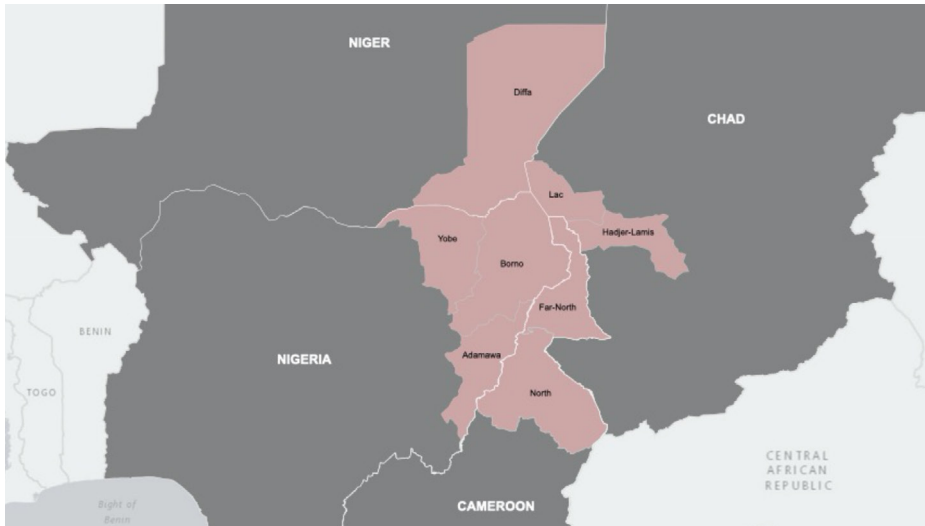 NIGER
Diffa
CHAD
Lac
Hadjer-Lamis
Yobe
Borno
Far-North
BENIN
NIGERIA
Adamawa
TOGO
North
CENTRAL
AFRICAN
REPUBLIC
Bight of
Benin
CAMEROON